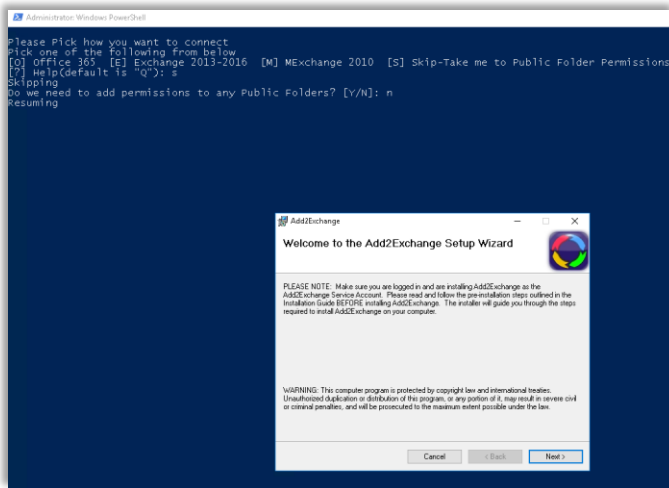 Administrator: Windows PowerShell
Please Pick how you want to connect
Pick one of the following from below
[O] Office 365  [E] Exchange 2013-2016  [M] MExchange 2010  [S] Skip-Take me to Public Folder Permissions
[?] Help(default is "Q"): s
Skipping
Do we need to add permissions to any Public Folders? [Y/N]: n
Resuming
Add2Exchange
Welcome to the Add2Exchange Setup Wizard
PLEASE NOTE: Make sure you are logged in and are installing Add2Exchange as the
Add2Exchange Service Account. Please read and follow the pre-installation steps outlined in the
Installation Guide BEFORE installing Add2Exchange. The installer will guide you through the steps
required to install Add2Exchange on your computer.
WARNING: This computer program is protected by copyright law and international treaties.
Unauthorized duplication or distribution of this program, or any portion of it, may result in severe civil
or criminal penalties, and will be prosecuted to the maximum extent possible under the law.
Cancel
< Back
Next >